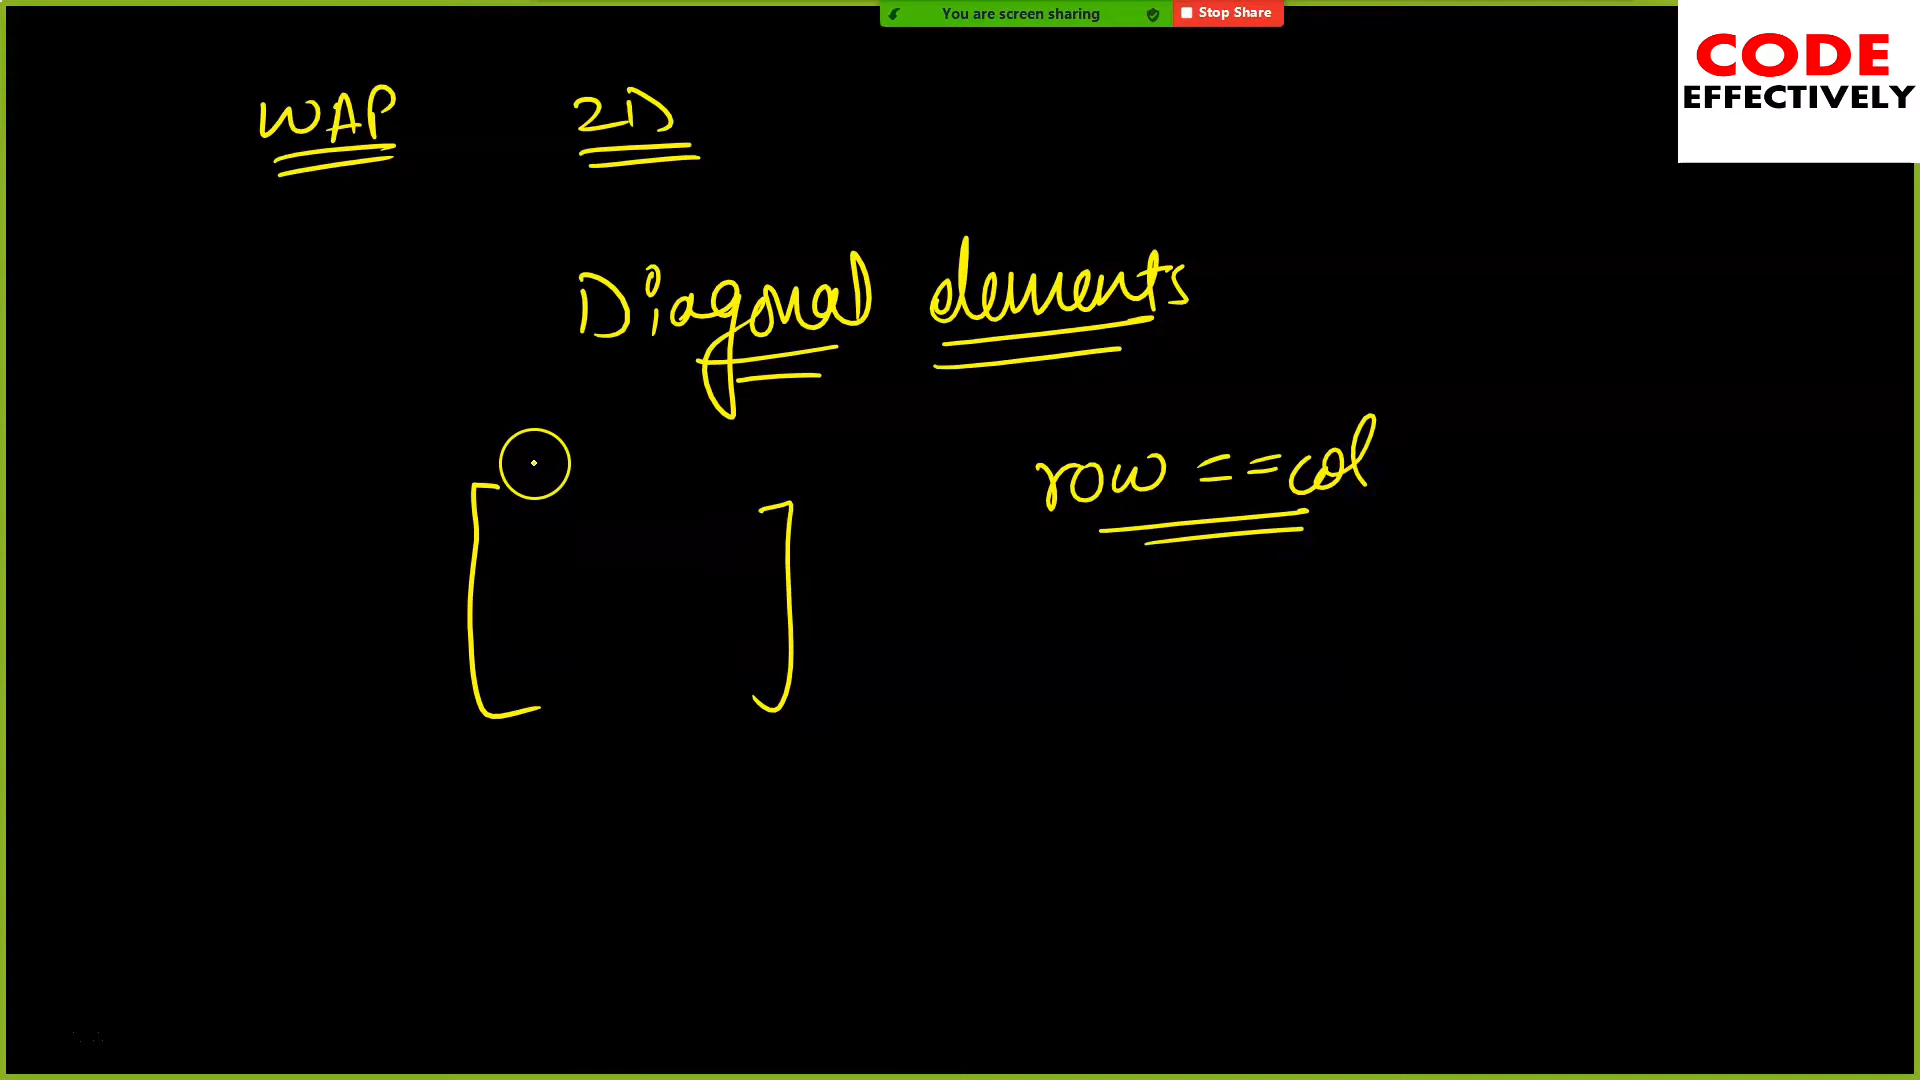 You are screen sharing Stop Share
CODE
EFFECTIVELY
WAP 2D
Diagonal elements
row ==col